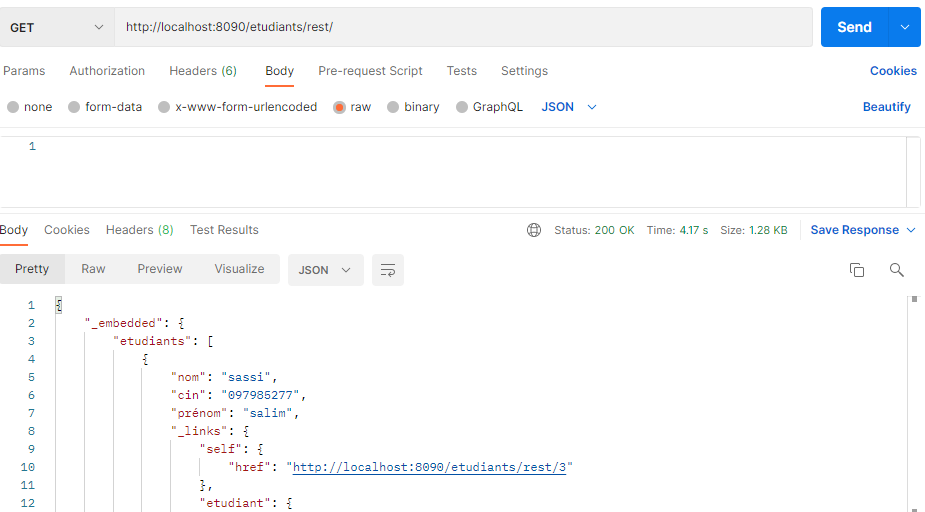 GET http://localhost:8090/etudiants/rest/ Send
Params Authorization Headers (6) Body Pre-request Script Tests Settings Cookies
none form-data x-www-form-urlencoded raw binary GraphQL JSON Beautify
1
Body Cookies Headers (8) Test Results Status: 200 OK Time: 4.17 s Size: 1.28 KB Save Response
Pretty Raw Preview Visualize JSON
1 {
2 "_embedded": {
3 "etudiants": [
4 {
5 "nom": "sassi",
6 "cin": "097985277",
7 "prénom": "salim",
8 "_links": {
9 "self": {
10 "href": "http://localhost:8090/etudiants/rest/3"
11 },
12 "etudiant": {